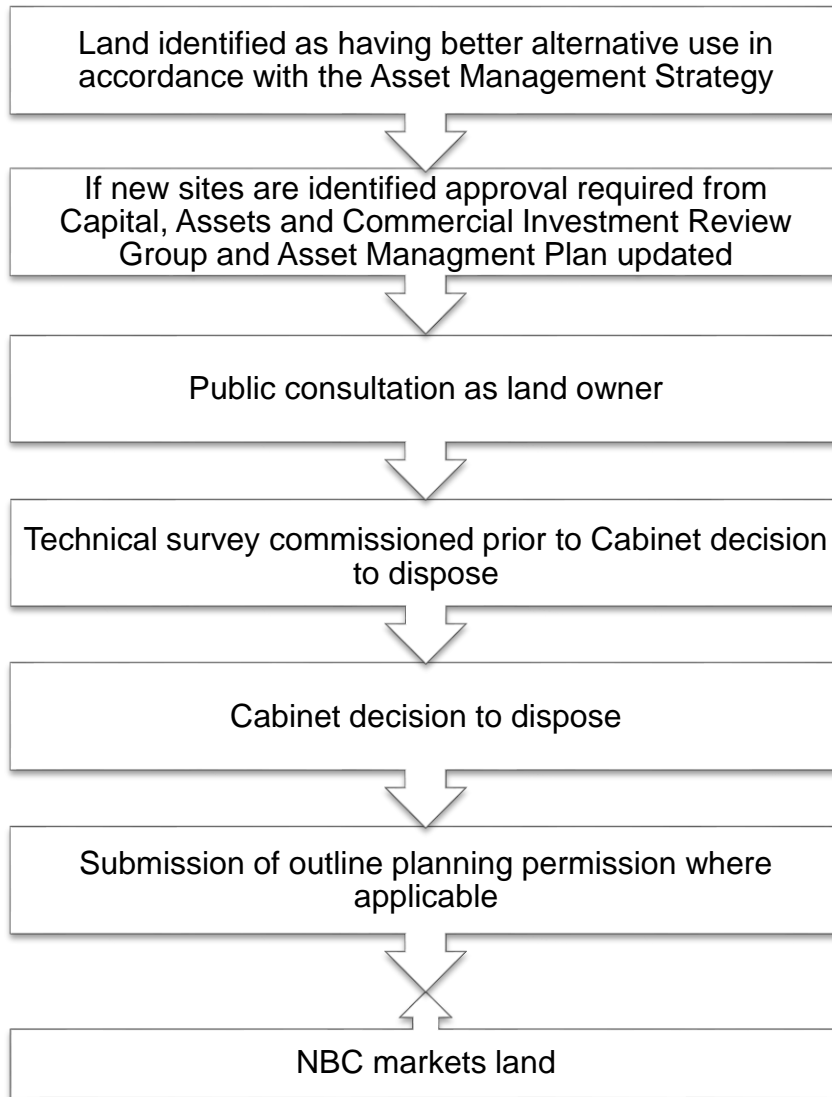 Land identified as having better alternative use in
accordance with the Asset Management Strategy
If new sites are identified approval required from
Capital, Assets and Commercial Investment Review
Group and Asset Managment Plan updated
Public consultation as land owner
Technical survey commissioned prior to Cabinet decision
to dispose
Cabinet decision to dispose
Submission of outline planning permission where
applicable
NBC markets land